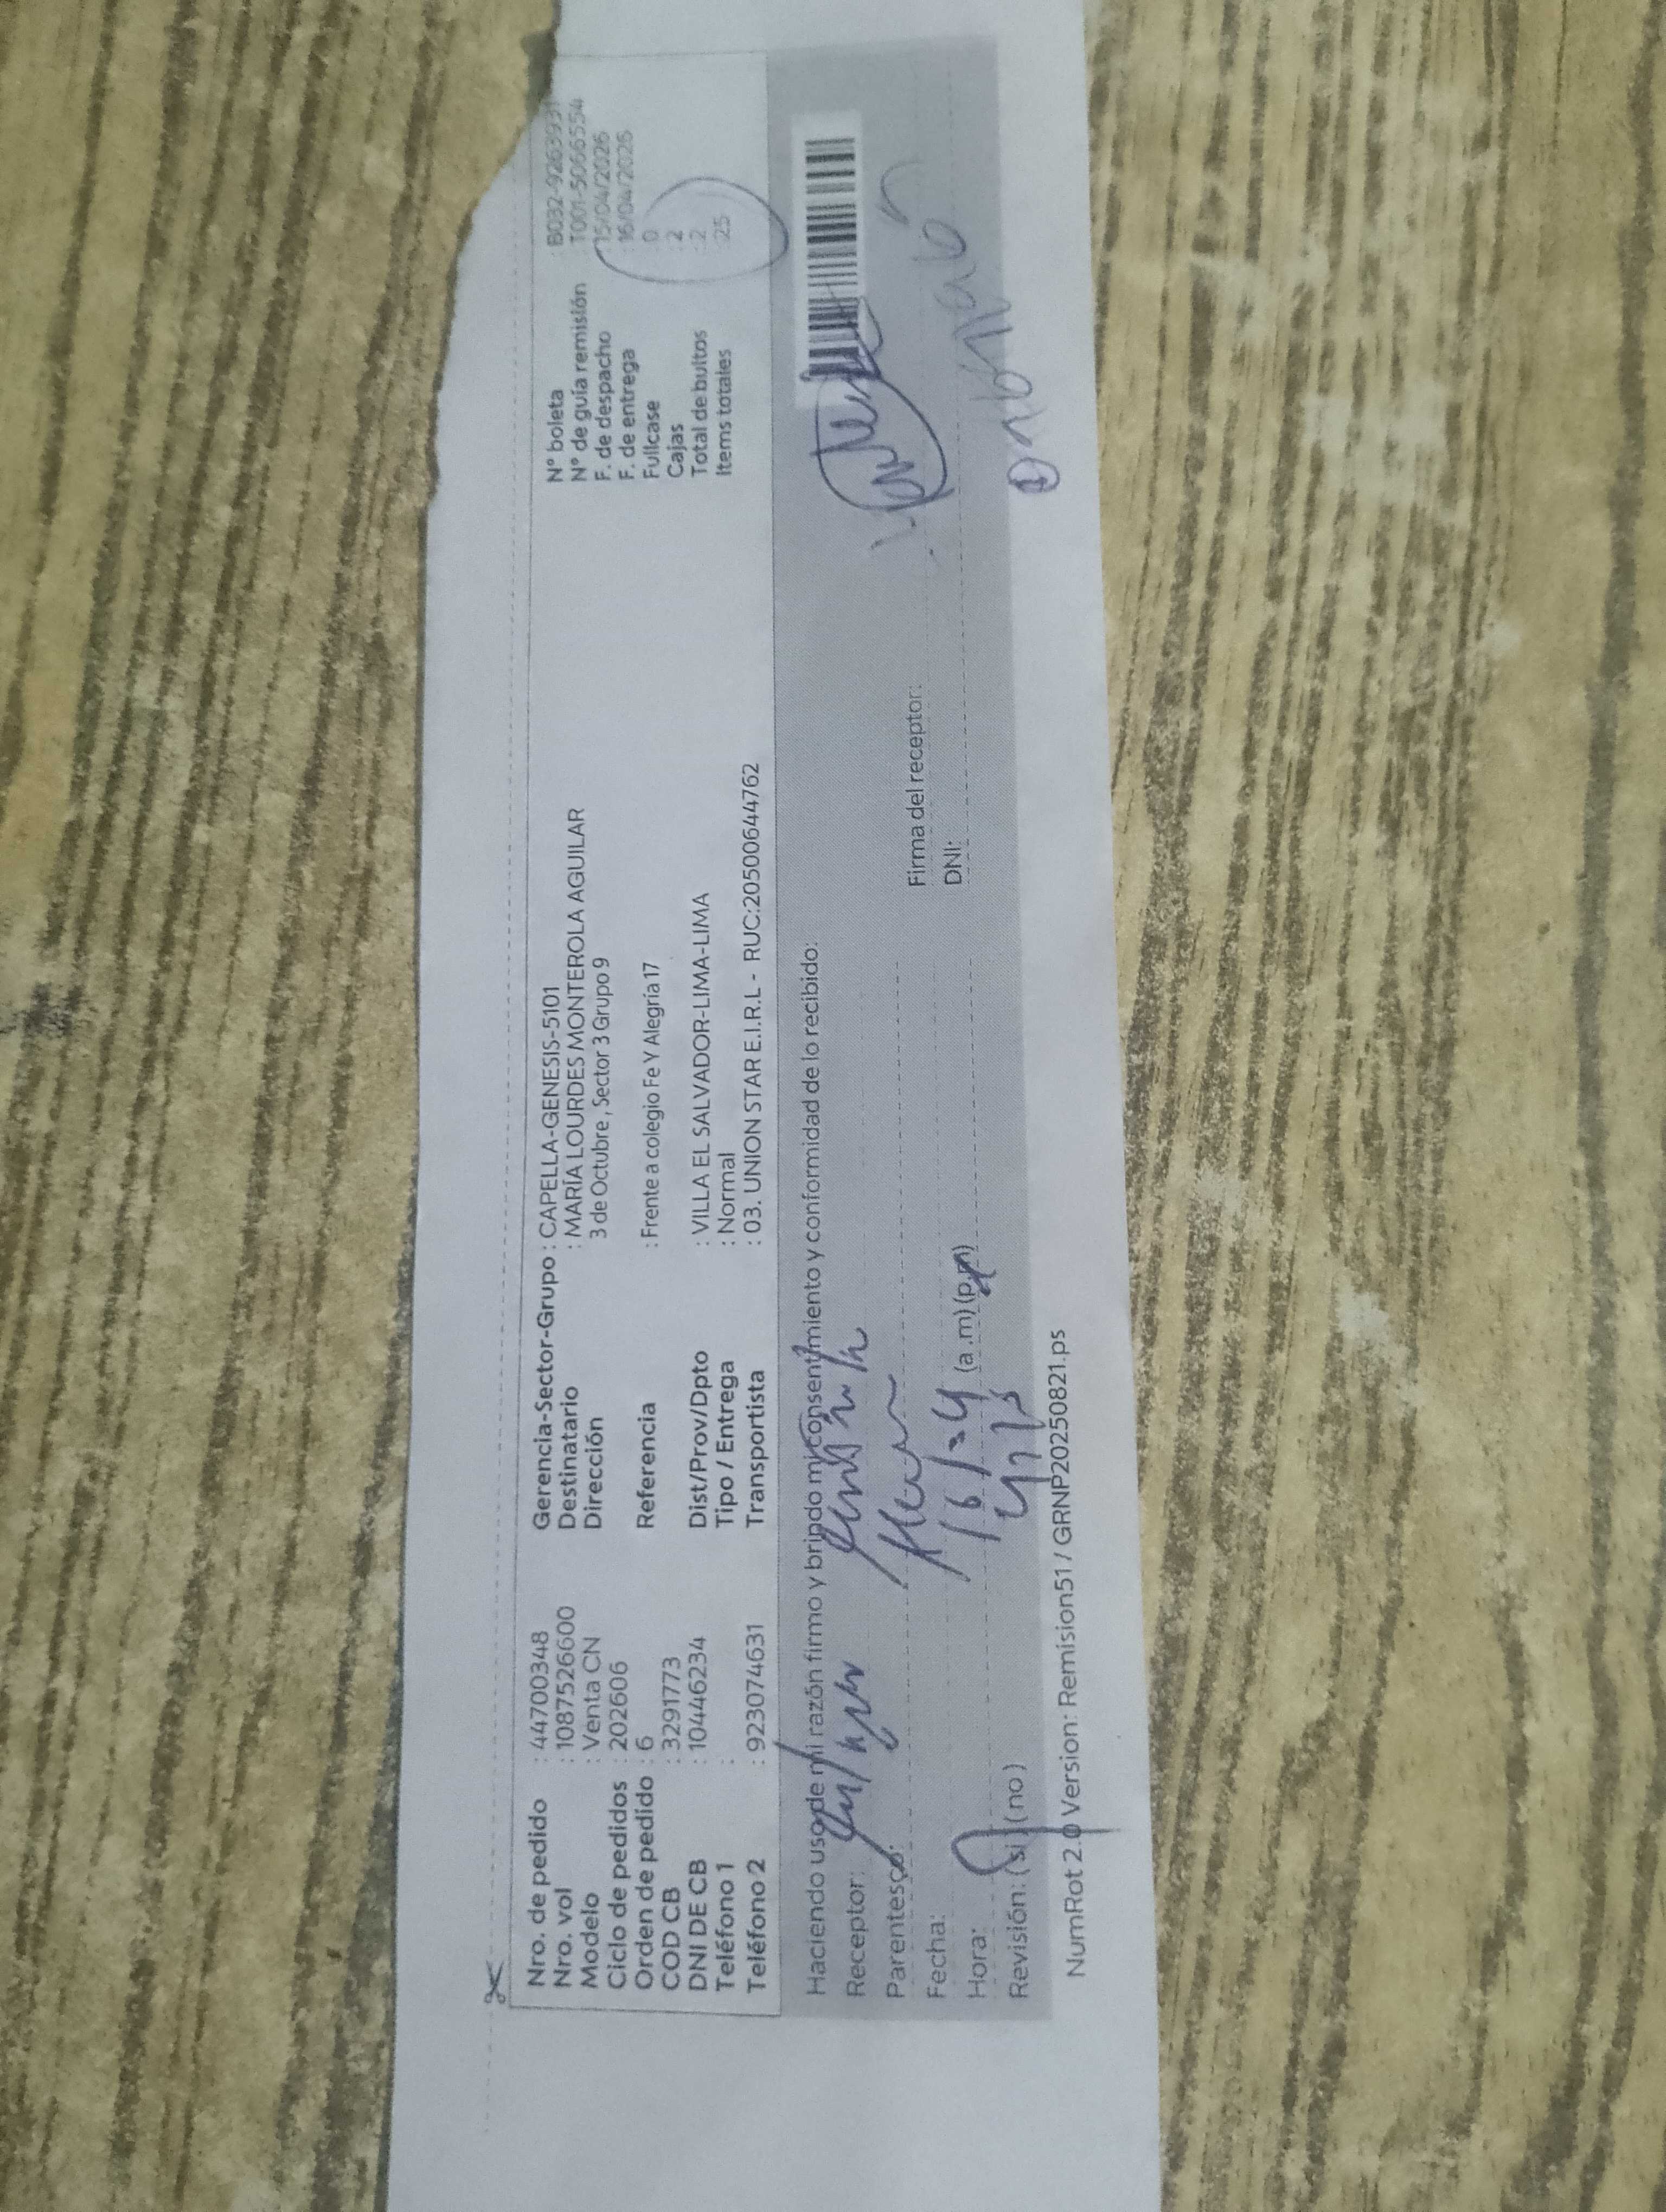 Nro. de pedido : 44700348
Nro. vol : 1087526600
Modelo : Venta CN
Ciclo de pedidos : 202606
Orden de pedido : 6
COD CB : 3291773
DNI DE CB : 10446234
Teléfono 1 :
Teléfono 2 : 923074631
Gerencia-Sector-Grupo : CAPELLA-GENESIS-5101
Destinatario : MARÍA LOURDES MONTEROLA AGUILAR
Dirección 3 de Octubre , Sector 3 Grupo 9
Referencia : Frente a colegio Fe Y Alegría 17
Dist/Prov/Dpto : VILLA EL SALVADOR-LIMA-LIMA
Tipo / Entrega : Normal
Transportista : 03. UNION STAR E.I.R.L - RUC:20500644762
N° boleta : B032-9263931
N° de guía remisión : T001-5066554
F. de despacho 15/04/2026
F. de entrega 16/04/2026
Fullcase : 0
Cajas : 2
Total de bultos : 2
Items totales : 25
Haciendo uso de mi razón firmo y brindo mi consentimiento y conformidad de lo recibido:
Receptor:
Parentesco:
Fecha: 16/
Hora: (a .m) (p.m)
Revisión: (si) (no)
Firma del receptor:
DNI:
NumRot 2.0 Version: Remision51 / GRNP20250821.ps